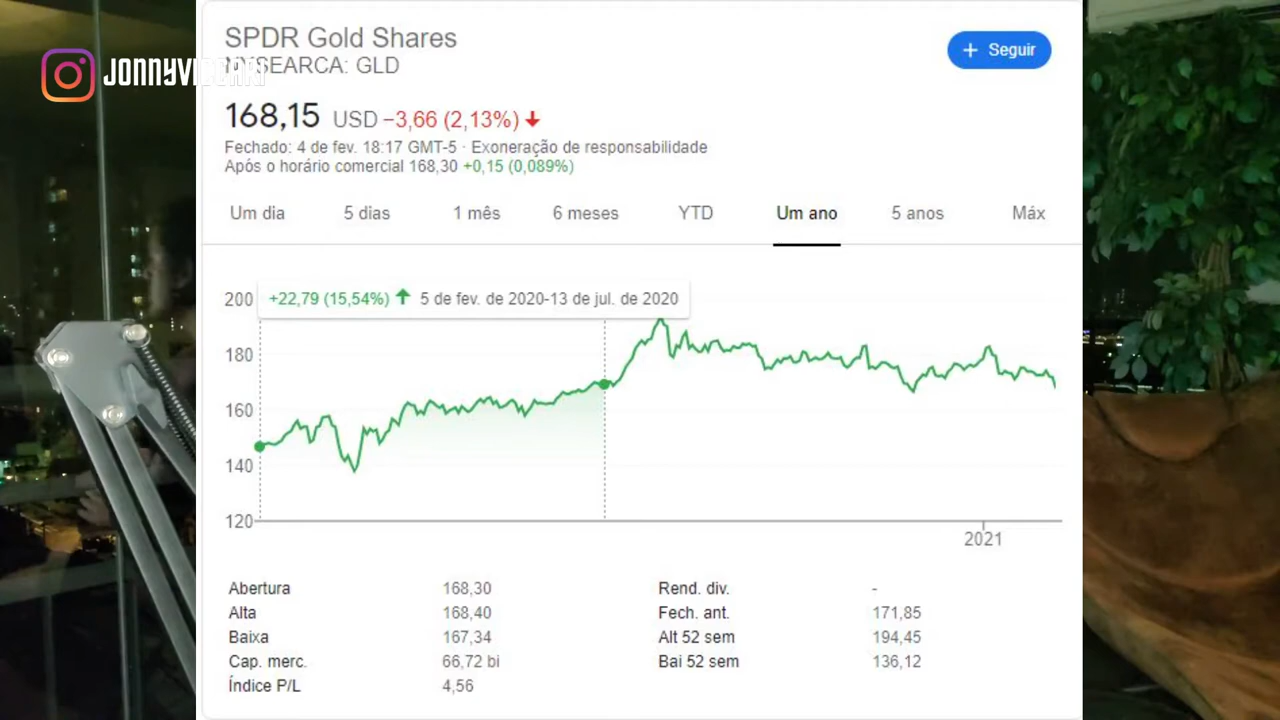 SPDR Gold Shares
NYSEARCA: GLD
+ Seguir
168,15 USD −3,66 (2,13%)
Fechado: 4 de fev. 18:17 GMT-5 · Exoneração de responsabilidade
Após o horário comercial 168,30 +0,15 (0,089%)
Um dia 5 dias 1 mês 6 meses YTD Um ano 5 anos Máx
+22,79 (15,54%) 5 de fev. de 2020-13 de jul. de 2020
200
180
160
140
120
2021
Abertura 168,30 Rend. div. -
Alta 168,40 Fech. ant. 171,85
Baixa 167,34 Alt 52 sem 194,45
Cap. merc. 66,72 bi Bai 52 sem 136,12
Índice P/L 4,56